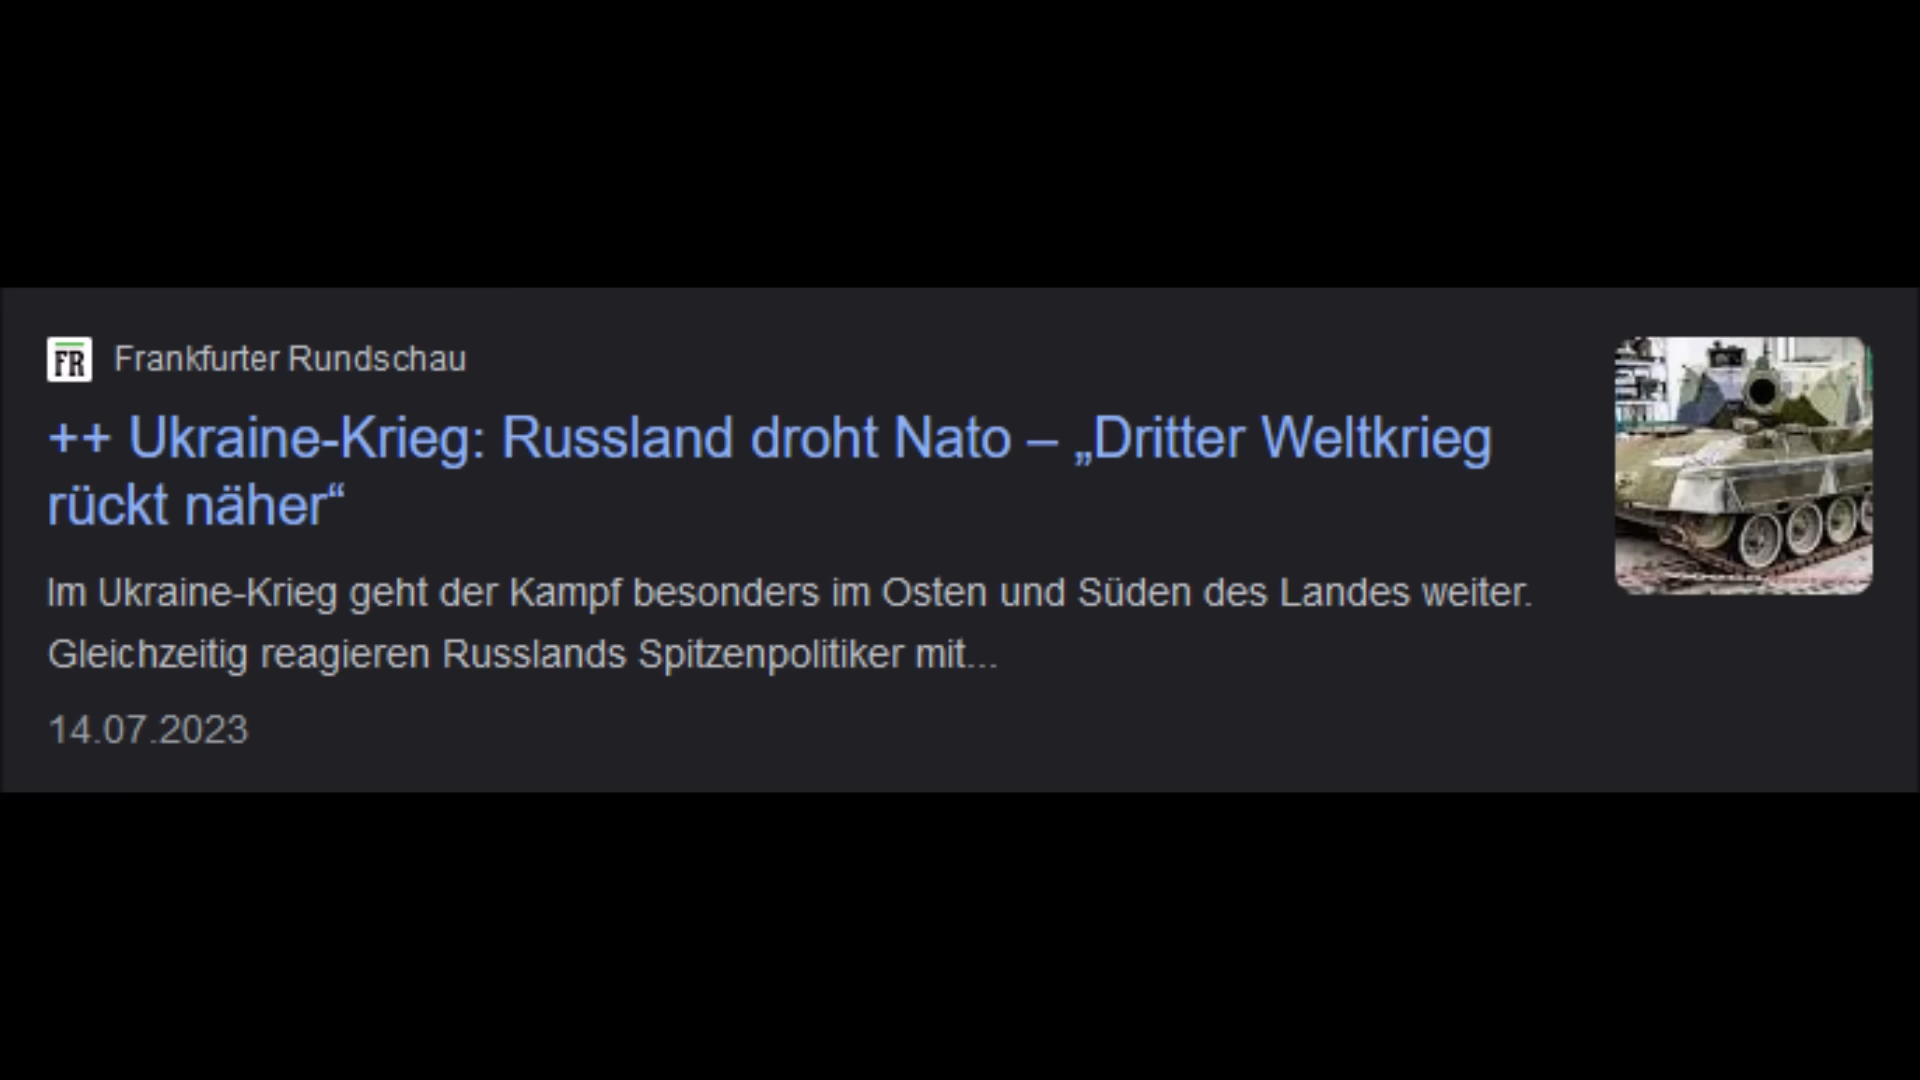 FR Frankfurter Rundschau
++ Ukraine-Krieg: Russland droht Nato – „Dritter Weltkrieg
rückt näher“
Im Ukraine-Krieg geht der Kampf besonders im Osten und Süden des Landes weiter.
Gleichzeitig reagieren Russlands Spitzenpolitiker mit...
14.07.2023